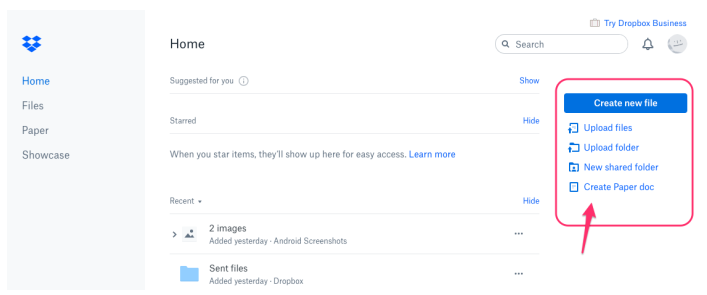 Try Dropbox Business
Home
Search
Home
Files
Paper
Showcase
Suggested for you
Show
Starred
Hide
When you star items, they'll show up here for easy access. Learn more
Recent
Hide
2 images
Added yesterday · Android Screenshots
Sent files
Added yesterday · Dropbox
Create new file
Upload files
Upload folder
New shared folder
Create Paper doc